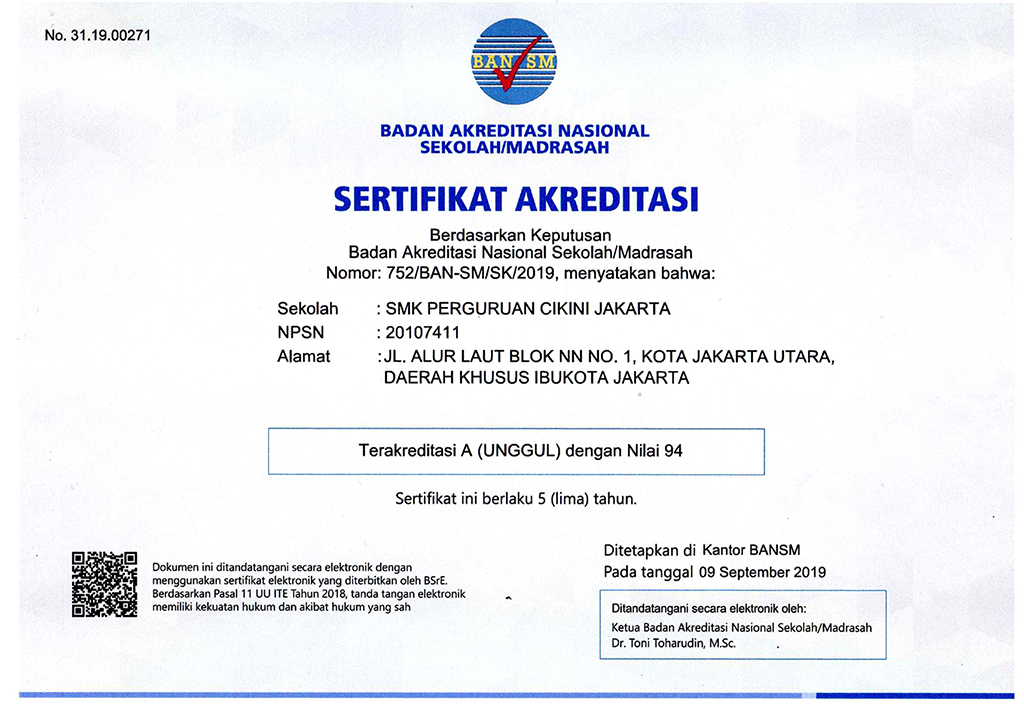 No. 31.19.00271
BAN SM
BADAN AKREDITASI NASIONAL
SEKOLAH/MADRASAH
SERTIFIKAT AKREDITASI
Berdasarkan Keputusan
Badan Akreditasi Nasional Sekolah/Madrasah
Nomor: 752/BAN-SM/SK/2019, menyatakan bahwa:
Sekolah : SMK PERGURUAN CIKINI JAKARTA
NPSN : 20107411
Alamat :JL. ALUR LAUT BLOK NN NO. 1, KOTA JAKARTA UTARA,
DAERAH KHUSUS IBUKOTA JAKARTA
Terakreditasi A (UNGGUL) dengan Nilai 94
Sertifikat ini berlaku 5 (lima) tahun.
Dokumen ini ditandatangani secara elektronik dengan
menggunakan sertifikat elektronik yang diterbitkan oleh BSrE.
Berdasarkan Pasal 11 UU ITE Tahun 2018, tanda tangan elektronik
memiliki kekuatan hukum dan akibat hukum yang sah
Ditetapkan di Kantor BANSM
Pada tanggal 09 September 2019
Ditandatangani secara elektronik oleh:
Ketua Badan Akreditasi Nasional Sekolah/Madrasah
Dr. Toni Toharudin, M.Sc.